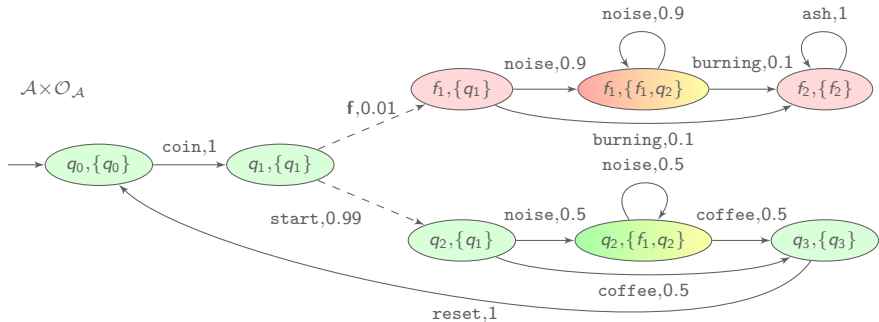 noise,0.9
ash,1
noise,0.9
burning,0.1
𝒜×𝒪_𝒜
f₁,{q₁}
f₁,{f₁,q₂}
f₂,{f₂}
f,0.01
burning,0.1
coin,1
noise,0.5
q₀,{q₀}
q₁,{q₁}
start,0.99
noise,0.5
coffee,0.5
q₂,{q₁}
q₂,{f₁,q₂}
q₃,{q₃}
coffee,0.5
reset,1